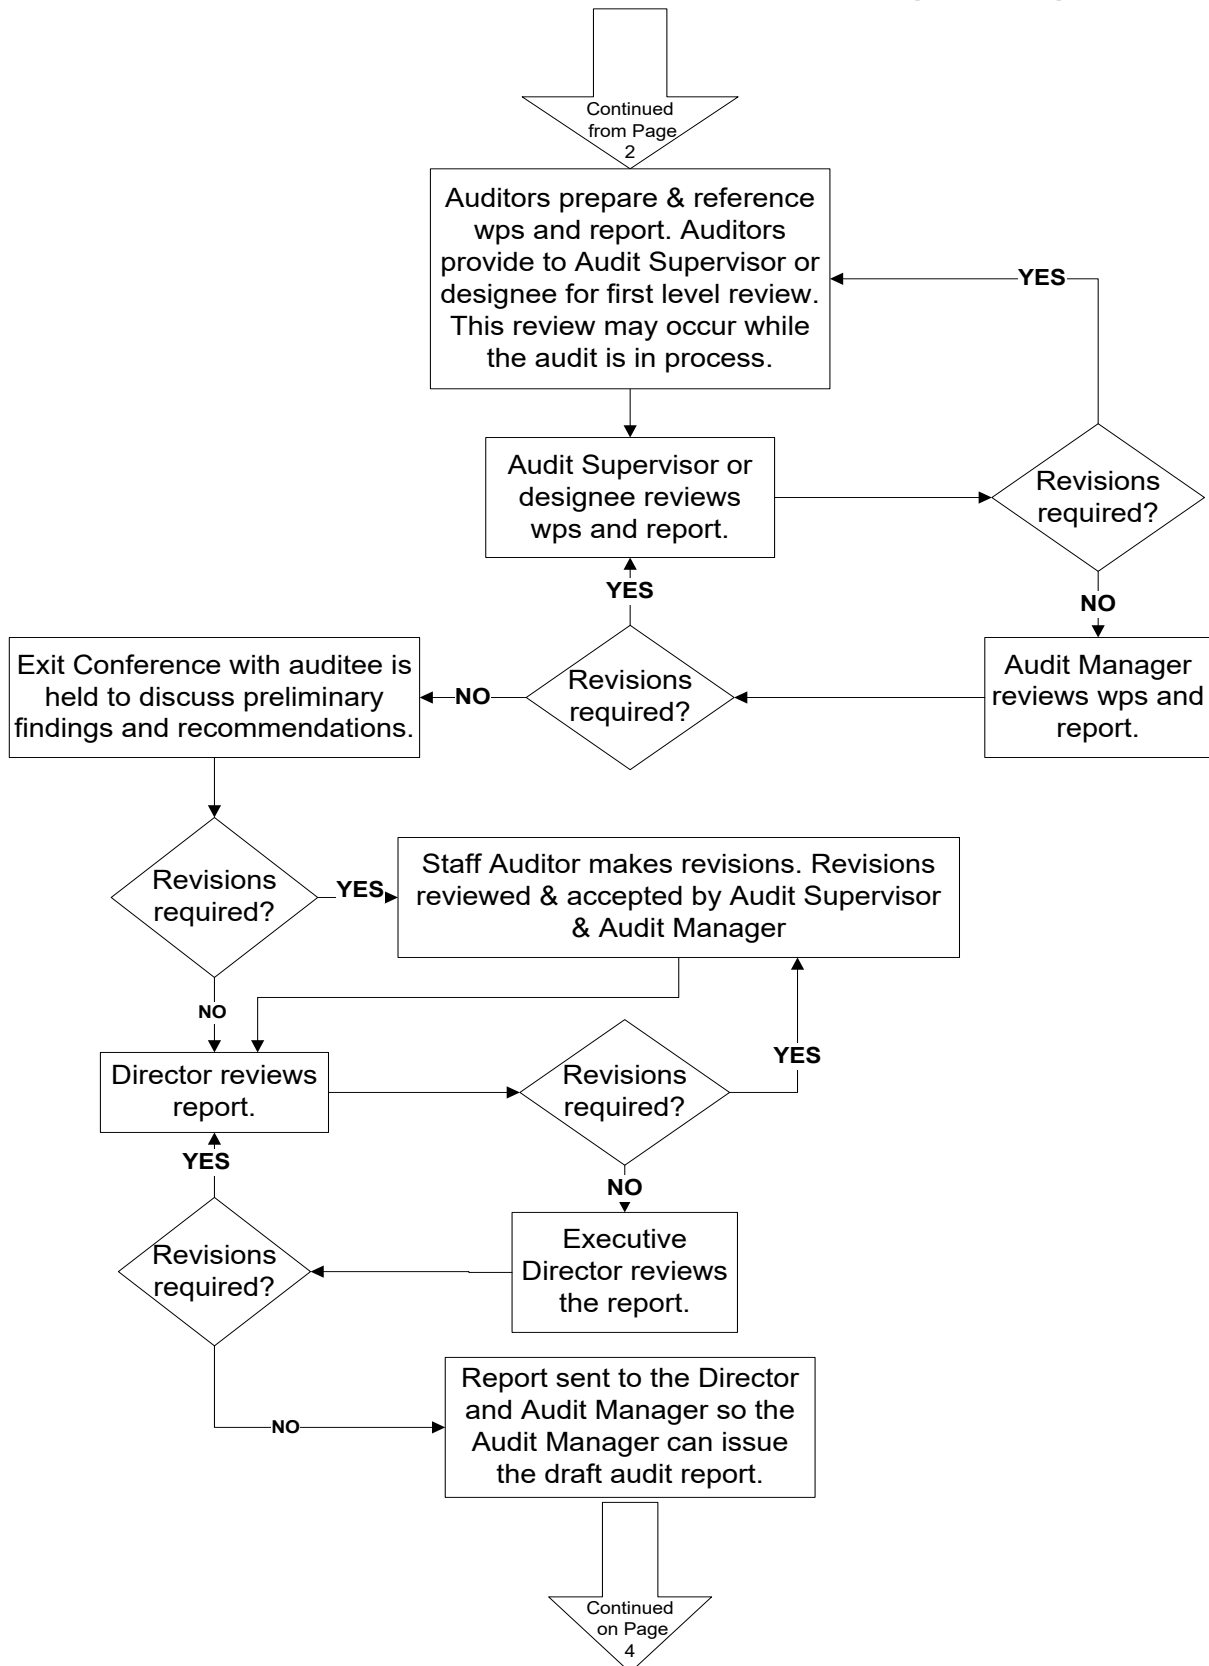 Continued
from Page
2
Auditors prepare & reference
wps and report. Auditors
provide to Audit Supervisor or
designee for first level review.
This review may occur while
the audit is in process.
YES
Audit Supervisor or
designee reviews
wps and report.
Revisions
required?
YES
NO
Exit Conference with auditee is
held to discuss preliminary
findings and recommendations.
NO
Revisions
required?
Audit Manager
reviews wps and
report.
Revisions
required?
YES
Staff Auditor makes revisions. Revisions
reviewed & accepted by Audit Supervisor
& Audit Manager
NO
Director reviews
report.
Revisions
required?
YES
YES
NO
Revisions
required?
Executive
Director reviews
the report.
NO
Report sent to the Director
and Audit Manager so the
Audit Manager can issue
the draft audit report.
Continued
on Page
4